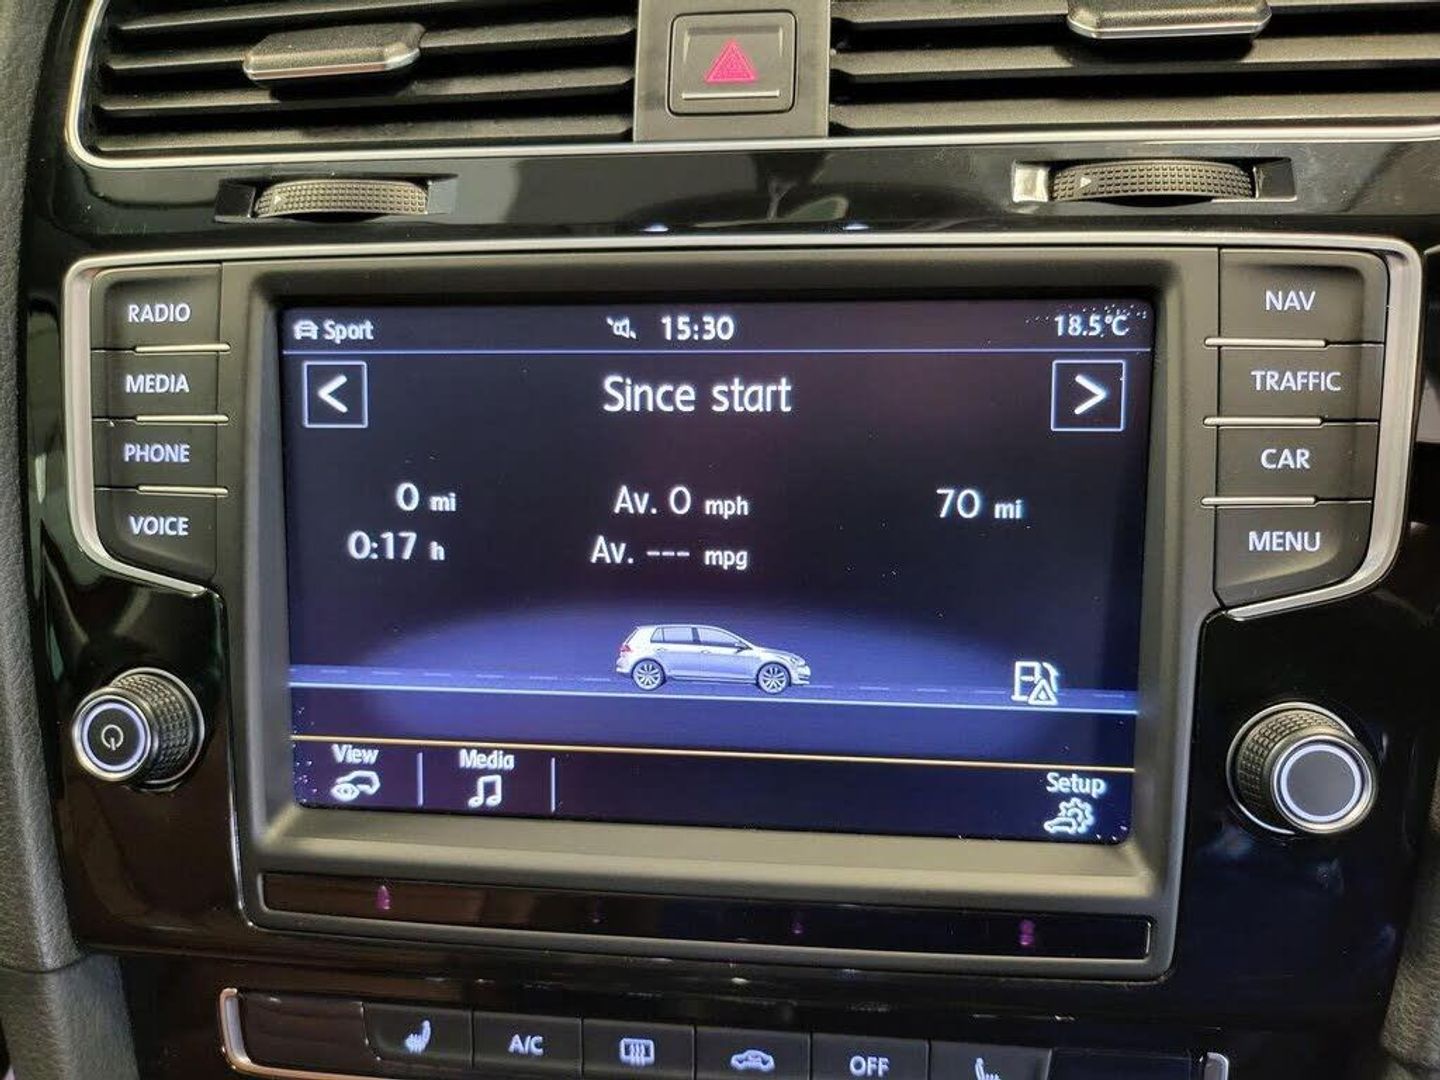 RADIO
MEDIA
PHONE
VOICE
Sport
15:30
18.5°C
Since start
0 mi
Av. 0 mph
70 mi
0:17 h
Av. --- mpg
View
Media
Setup
NAV
TRAFFIC
CAR
MENU
A/C
OFF